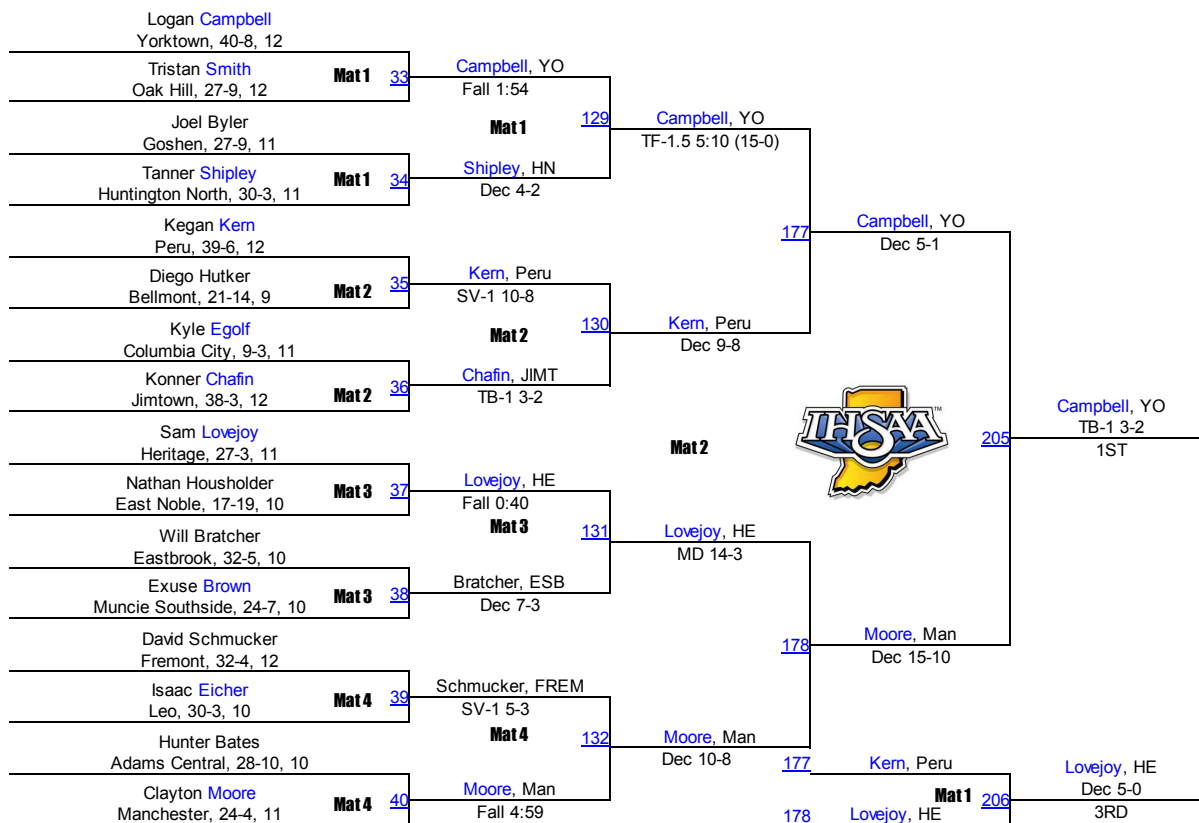 Logan Campbell
Yorktown, 40-8, 12
Tristan Smith
Oak Hill, 27-9, 12
Mat 1 33
Campbell, YO
Fall 1:54
Joel Byler
Goshen, 27-9, 11
Mat 1
129
Campbell, YO
TF-1.5 5:10 (15-0)
Tanner Shipley
Huntington North, 30-3, 11
Mat 1 34
Shipley, HN
Dec 4-2
Kegan Kern
Peru, 39-6, 12
177
Campbell, YO
Dec 5-1
Diego Hutker
Bellmont, 21-14, 9
Mat 2 35
Kern, Peru
SV-1 10-8
Kyle Egolf
Columbia City, 9-3, 11
Mat 2
130
Kern, Peru
Dec 9-8
Konner Chafin
Jimtown, 38-3, 12
Mat 2 36
Chafin, JIMT
TB-1 3-2
IHSAA™
Sam Lovejoy
Heritage, 27-3, 11
Mat 2
205
Campbell, YO
TB-1 3-2
1ST
Nathan Housholder
East Noble, 17-19, 10
Mat 3 37
Lovejoy, HE
Fall 0:40
Will Bratcher
Eastbrook, 32-5, 10
Mat 3
131
Lovejoy, HE
MD 14-3
Exuse Brown
Muncie Southside, 24-7, 10
Mat 3 38
Bratcher, ESB
Dec 7-3
David Schmucker
Fremont, 32-4, 12
178
Moore, Man
Dec 15-10
Isaac Eicher
Leo, 30-3, 10
Mat 4 39
Schmucker, FREM
SV-1 5-3
Hunter Bates
Adams Central, 28-10, 10
Mat 4
132
Moore, Man
Dec 10-8
Clayton Moore
Manchester, 24-4, 11
Mat 4 40
Moore, Man
Fall 4:59
177
Kern, Peru
Mat 1 206
178
Lovejoy, HE
Lovejoy, HE
Dec 5-0
3RD